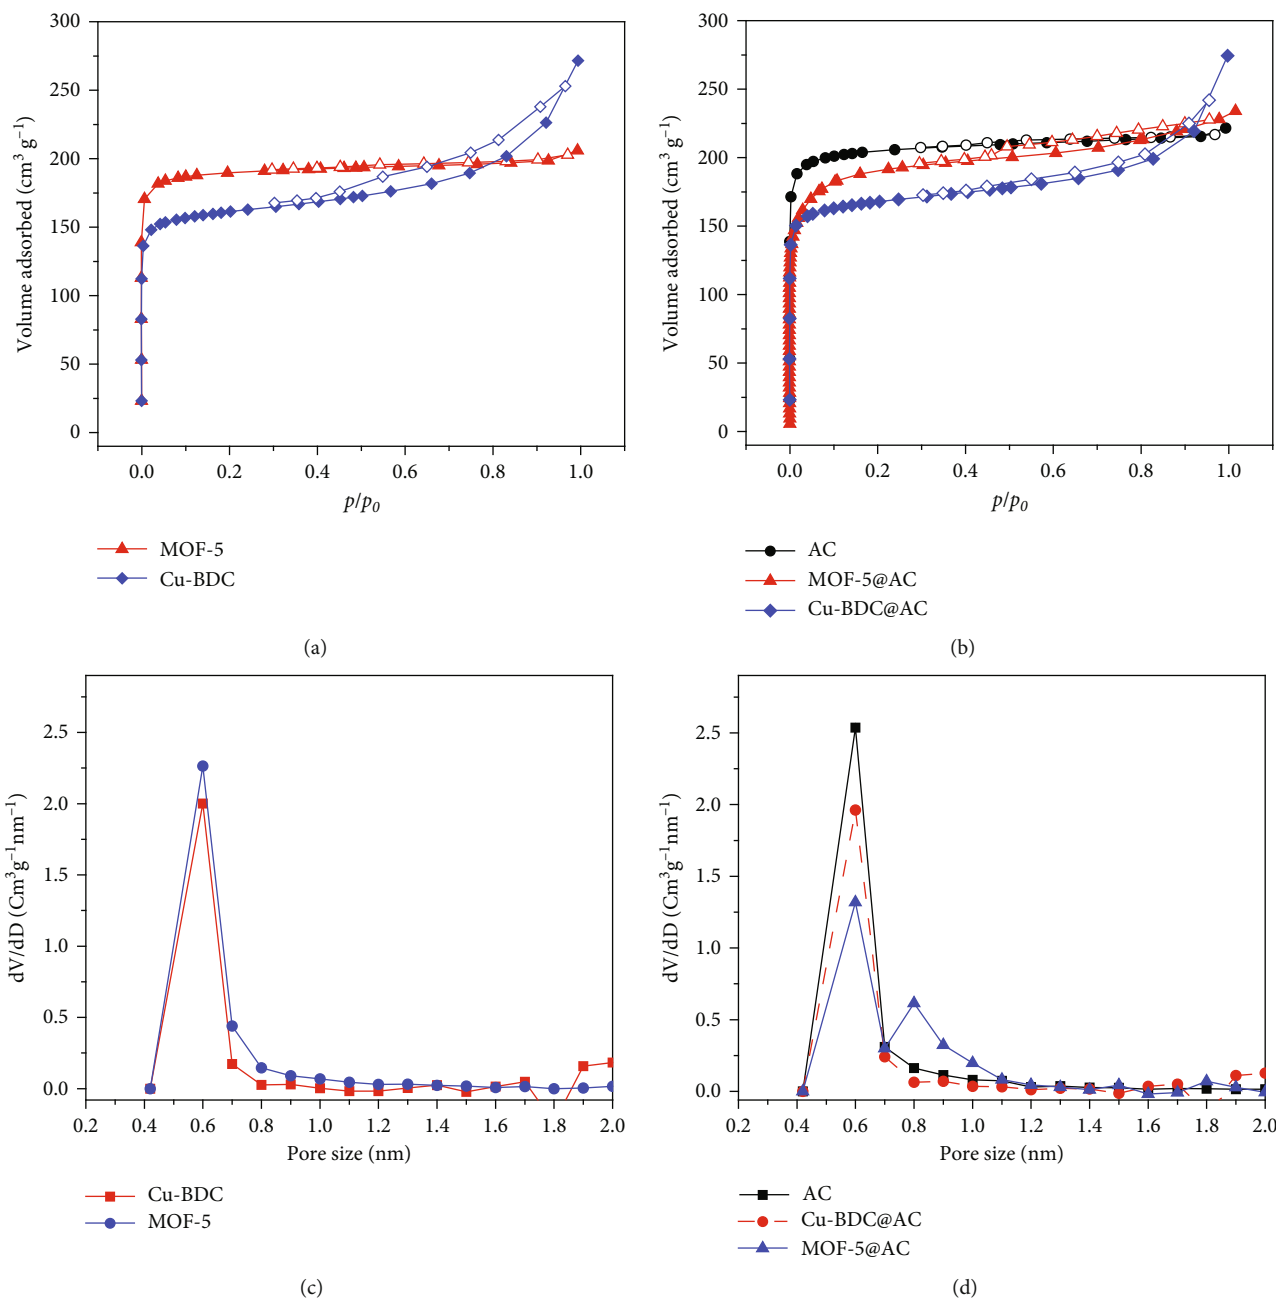 300
250
200
150
100
50
0
Volume adsorbed (cm³ g⁻¹)
0.0 0.2 0.4 0.6 0.8 1.0
p/p₀
MOF-5
Cu-BDC
(a)
300
250
200
150
100
50
0
Volume adsorbed (cm³ g⁻¹)
0.0 0.2 0.4 0.6 0.8 1.0
p/p₀
AC
MOF-5@AC
Cu-BDC@AC
(b)
2.5
2.0
1.5
1.0
0.5
0.0
dV/dD (Cm³g⁻¹nm⁻¹)
0.2 0.4 0.6 0.8 1.0 1.2 1.4 1.6 1.8 2.0
Pore size (nm)
Cu-BDC
MOF-5
(c)
2.5
2.0
1.5
1.0
0.5
0.0
dV/dD (Cm³g⁻¹nm⁻¹)
0.2 0.4 0.6 0.8 1.0 1.2 1.4 1.6 1.8 2.0
Pore size (nm)
AC
Cu-BDC@AC
MOF-5@AC
(d)